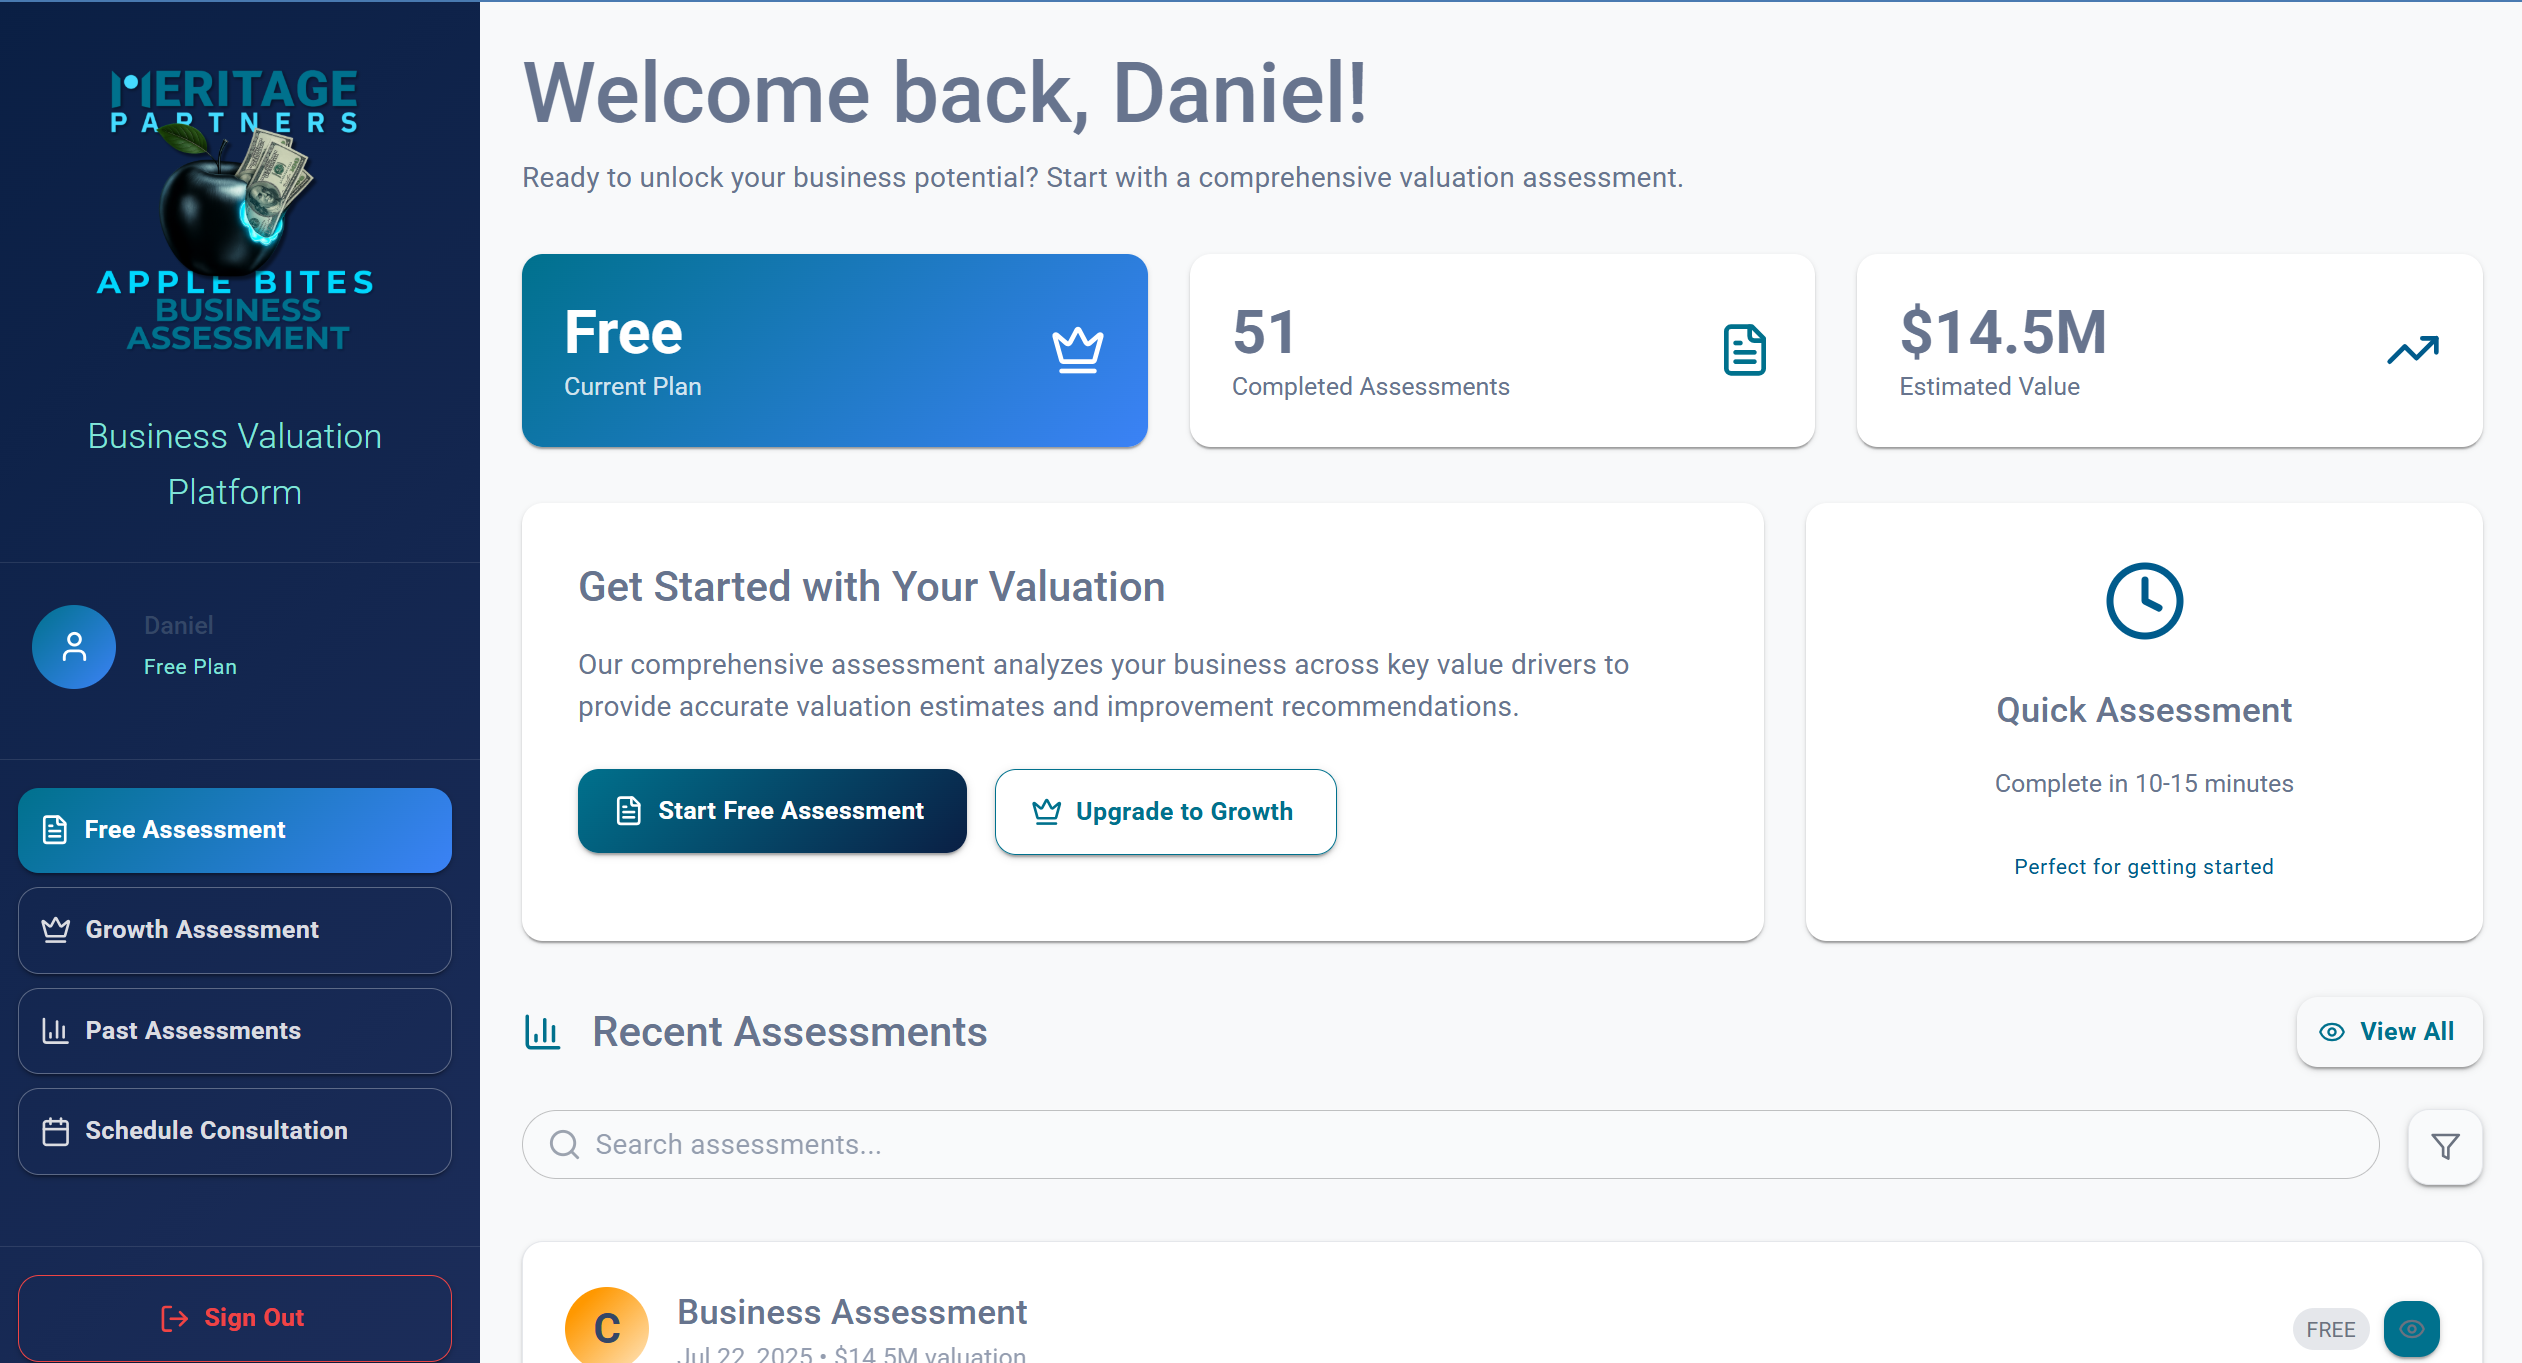 MERITAGE
PARTNERS
APPLE BITES
BUSINESS
ASSESSMENT
Business Valuation
Platform
Daniel
Free Plan
Free Assessment
Growth Assessment
Past Assessments
Schedule Consultation
Sign Out
Welcome back, Daniel!
Ready to unlock your business potential? Start with a comprehensive valuation assessment.
Free
Current Plan
51
Completed Assessments
$14.5M
Estimated Value
Get Started with Your Valuation
Our comprehensive assessment analyzes your business across key value drivers to
provide accurate valuation estimates and improvement recommendations.
Start Free Assessment
Upgrade to Growth
Quick Assessment
Complete in 10-15 minutes
Perfect for getting started
Recent Assessments
View All
Search assessments...
C
Business Assessment
Jul 22, 2025 • $14.5M valuation
FREE